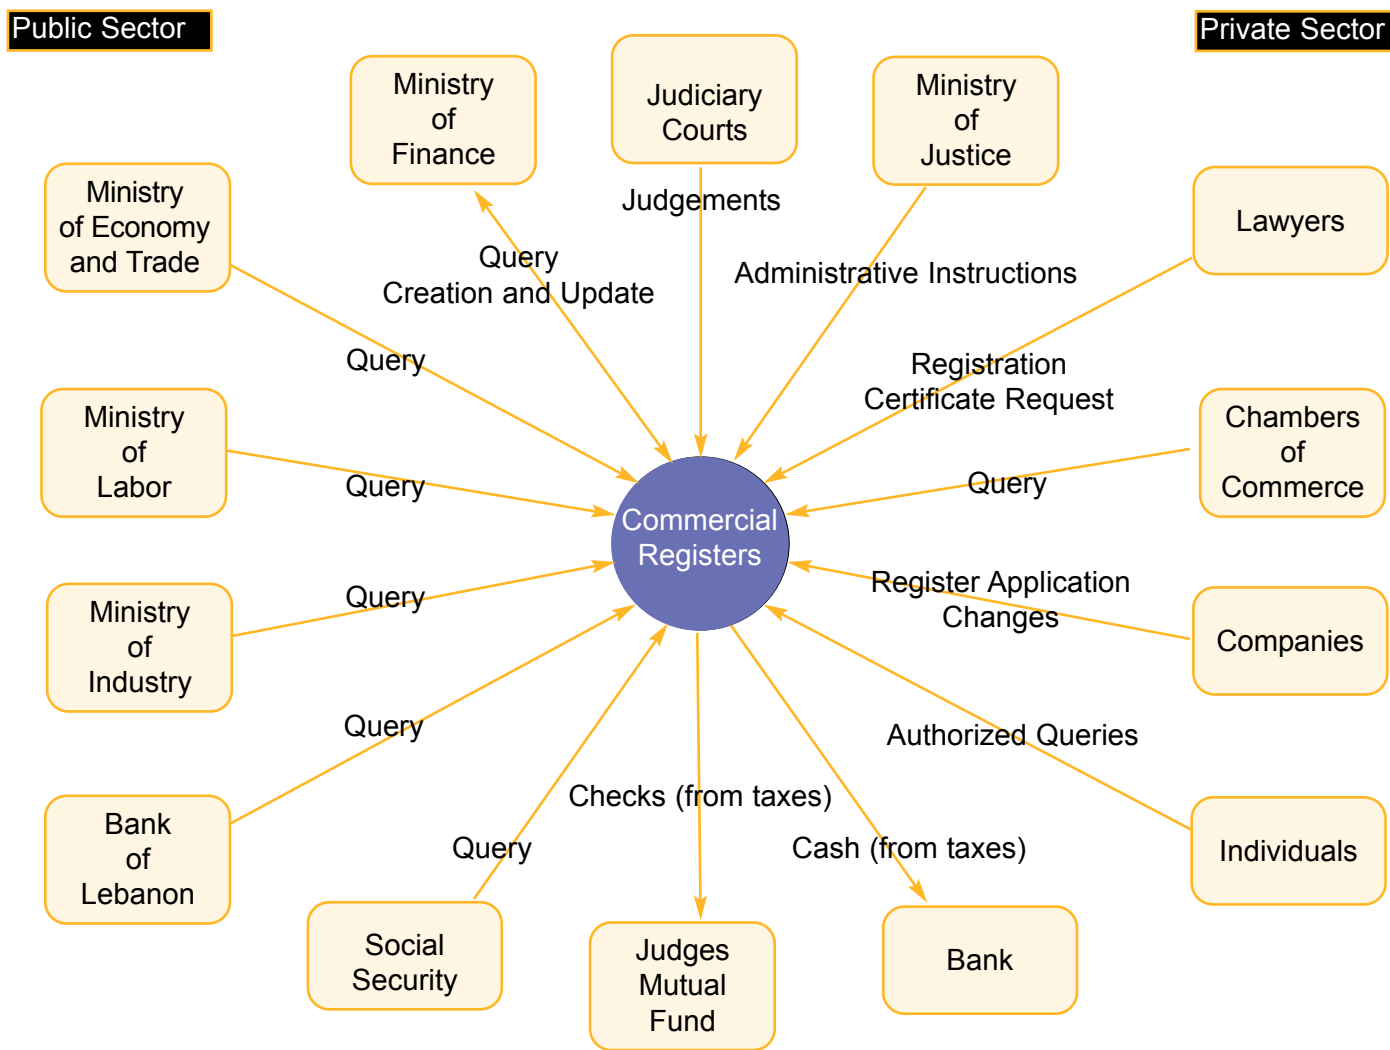 Public Sector
Private Sector
Ministry
of
Finance
Judiciary
Courts
Ministry
of
Justice
Ministry
of Economy
and Trade
Lawyers
Judgements
Query
Creation and Update
Administrative Instructions
Query
Registration
Certificate Request
Ministry
of
Labor
Chambers
of
Commerce
Query
Query
Commercial
Registers
Ministry
of
Industry
Query
Register Application
Changes
Companies
Query
Authorized Queries
Bank
of
Lebanon
Checks (from taxes)
Query
Cash (from taxes)
Individuals
Social
Security
Judges
Mutual
Fund
Bank